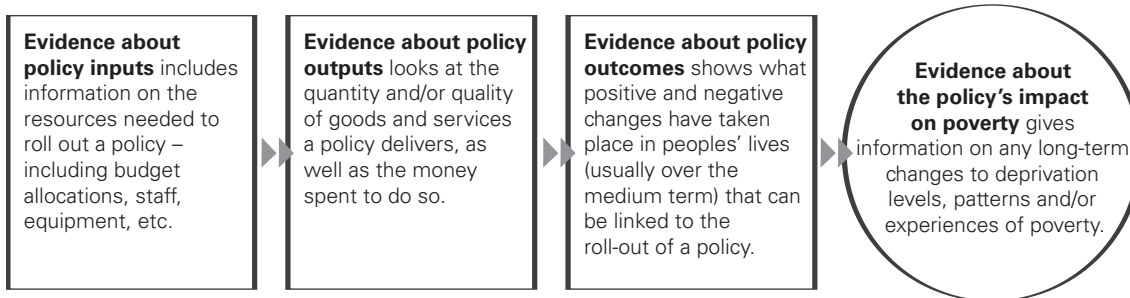 Evidence about
policy inputs includes
information on the
resources needed to
roll out a policy –
including budget
allocations, staff,
equipment, etc.
Evidence about policy
outputs looks at the
quantity and/or quality
of goods and services
a policy delivers, as
well as the money
spent to do so.
Evidence about policy
outcomes shows what
positive and negative
changes have taken
place in peoples’ lives
(usually over the
medium term) that can
be linked to the
roll-out of a policy.
Evidence about
the policy’s impact
on poverty gives
information on any long-term
changes to deprivation
levels, patterns and/or
experiences of poverty.